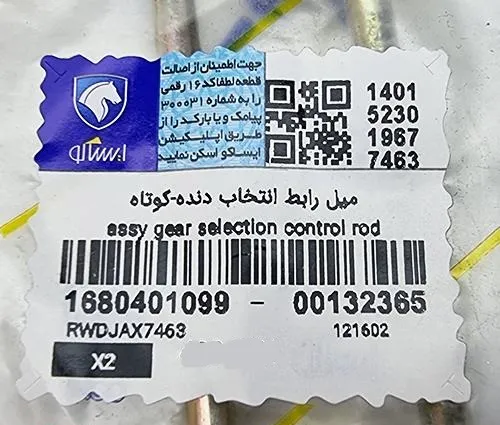 ایساکو
جهت اطمینان از اصالت
قطعه لطفا کد ۱۶ رقمی
را به شماره ۳۰۰۰۳۱
پیامک و یا بارکد را از
طریق اپلیکیشن
ایساکو اسکن نمایید
1401
5230
1967
7463
میل رابط انتخاب دنده-کوتاه
assy gear selection control rod
1680401099 - 00132365
RWDJAX7463 121602
X2